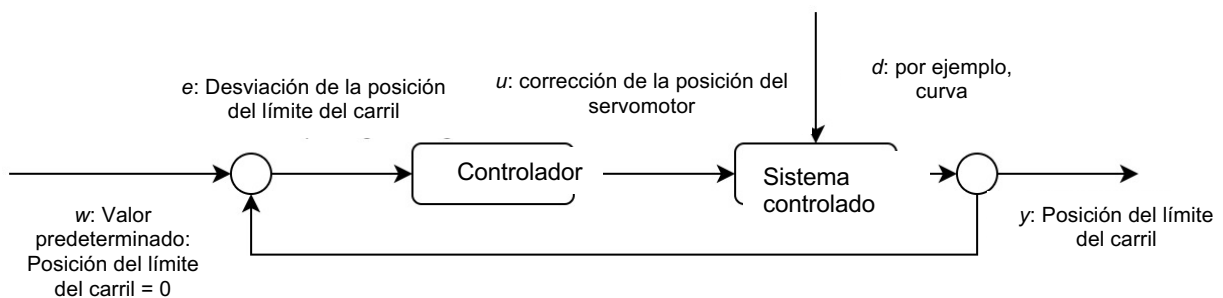 e: Desviación de la posición
del límite del carril
u: corrección de la posición del
servomotor
d: por ejemplo,
curva
Controlador
Sistema
controlado
w: Valor
predeterminado:
Posición del límite
del carril = 0
y: Posición del límite
del carril